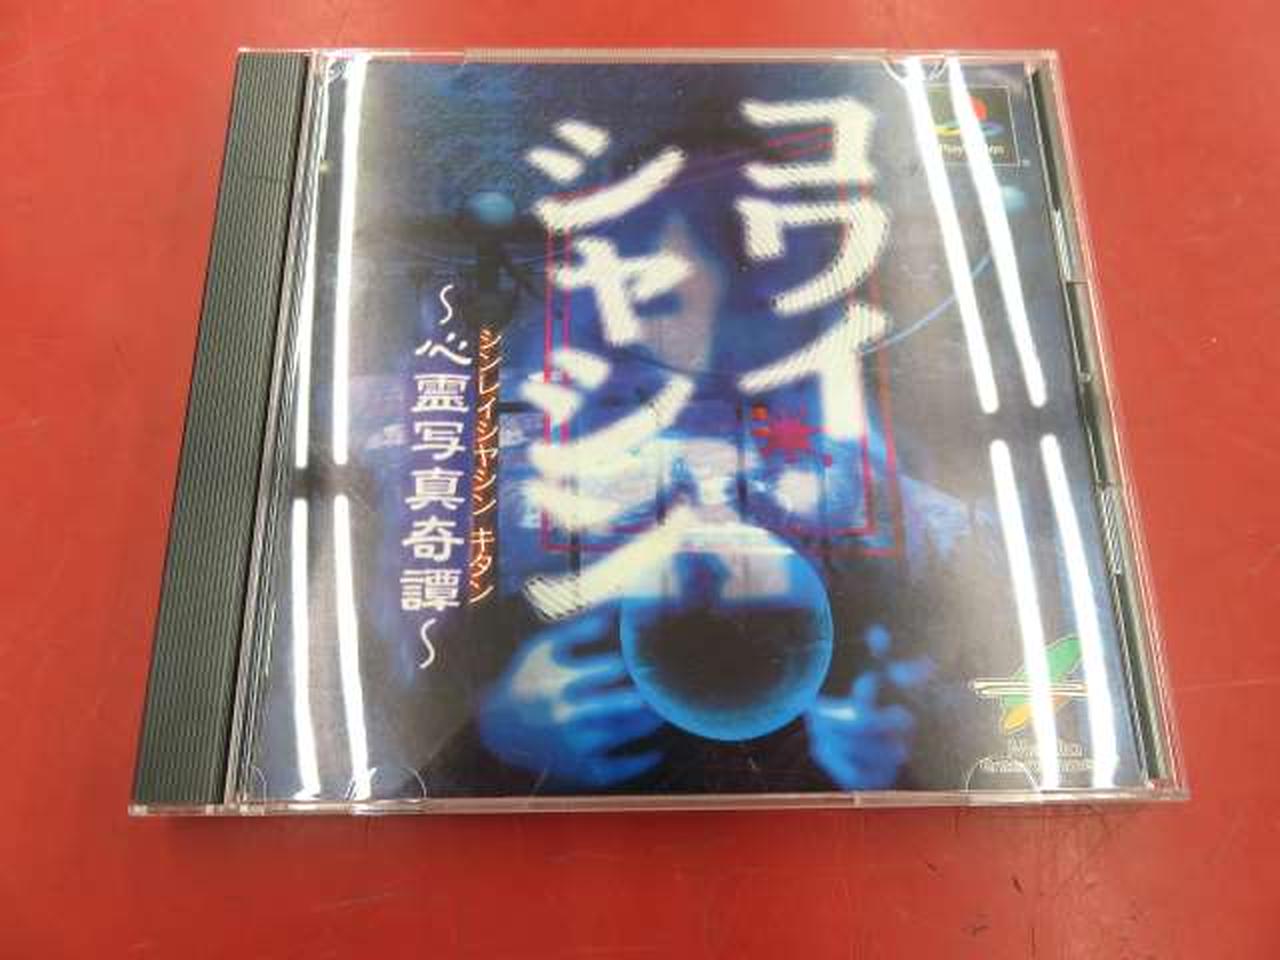 コワイ・
シャシン
シンレイシャシン キタン
～心霊写真奇譚～